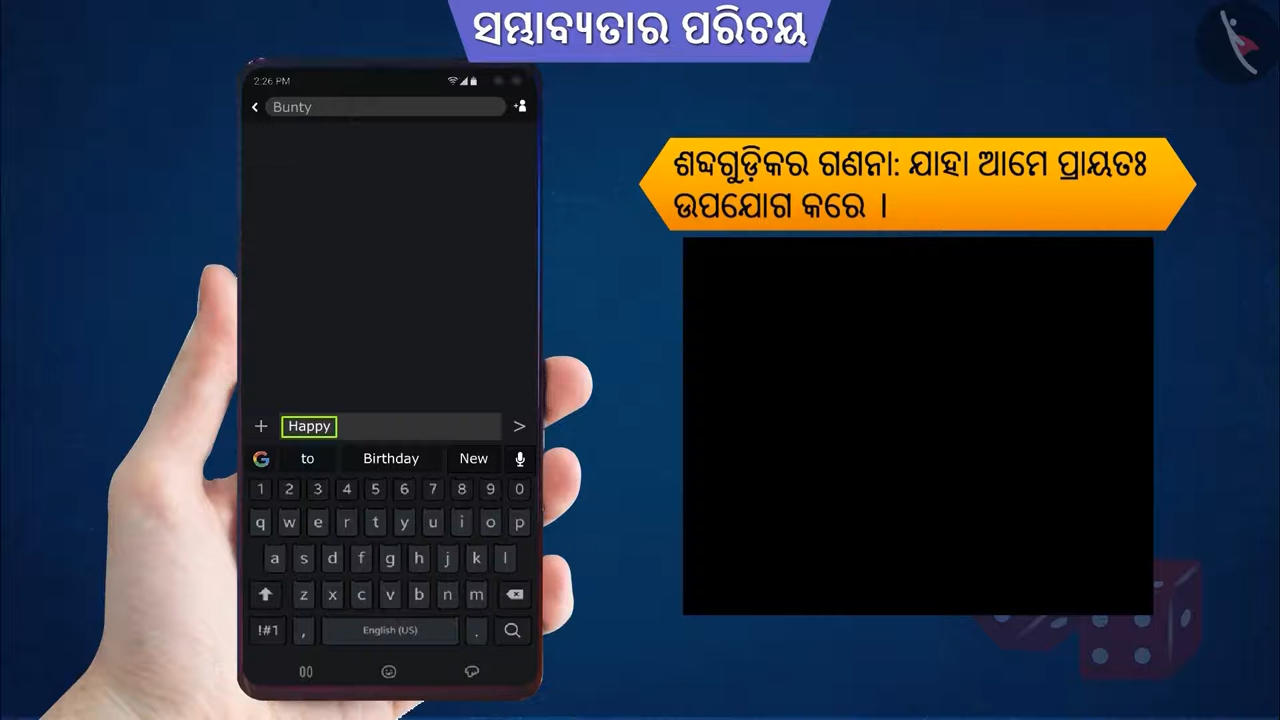 ସମ୍ଭାବ୍ୟତାର ପରିଚୟ
2:26 PM
Bunty
ଶବ୍ଦଗୁଡ଼ିକର ଗଣନା: ଯାହା ଆମେ ପ୍ରାୟତଃ
ଉପଯୋଗ କରେ ।
Happy
to Birthday New
1 2 3 4 5 6 7 8 9 0
q w e r t y u i o p
a s d f g h j k l
z x c v b n m
!#1 , English (US) .